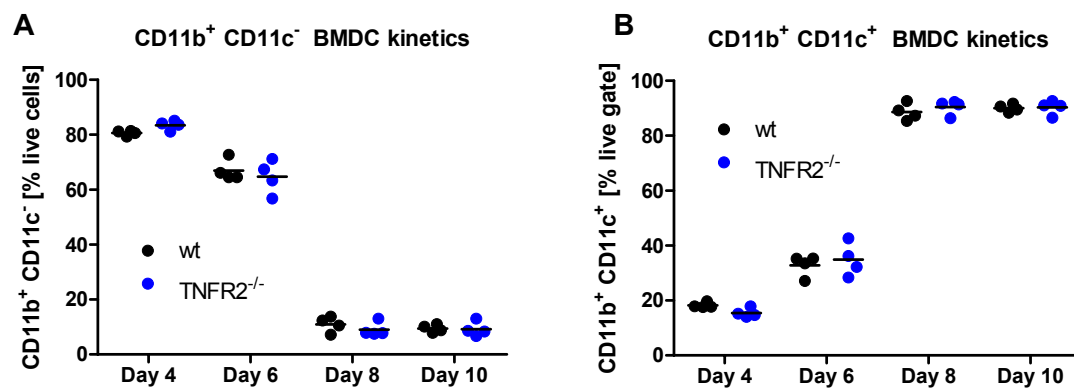 A
CD11b+ CD11c- BMDC kinetics
CD11b+ CD11c- [% live cells]
100
80
60
40
20
0
wt
TNFR2-/-
Day 4 Day 6 Day 8 Day 10
B
CD11b+ CD11c+ BMDC kinetics
CD11b+ CD11c+ [% live gate]
100
80
60
40
20
0
wt
TNFR2-/-
Day 4 Day 6 Day 8 Day 10